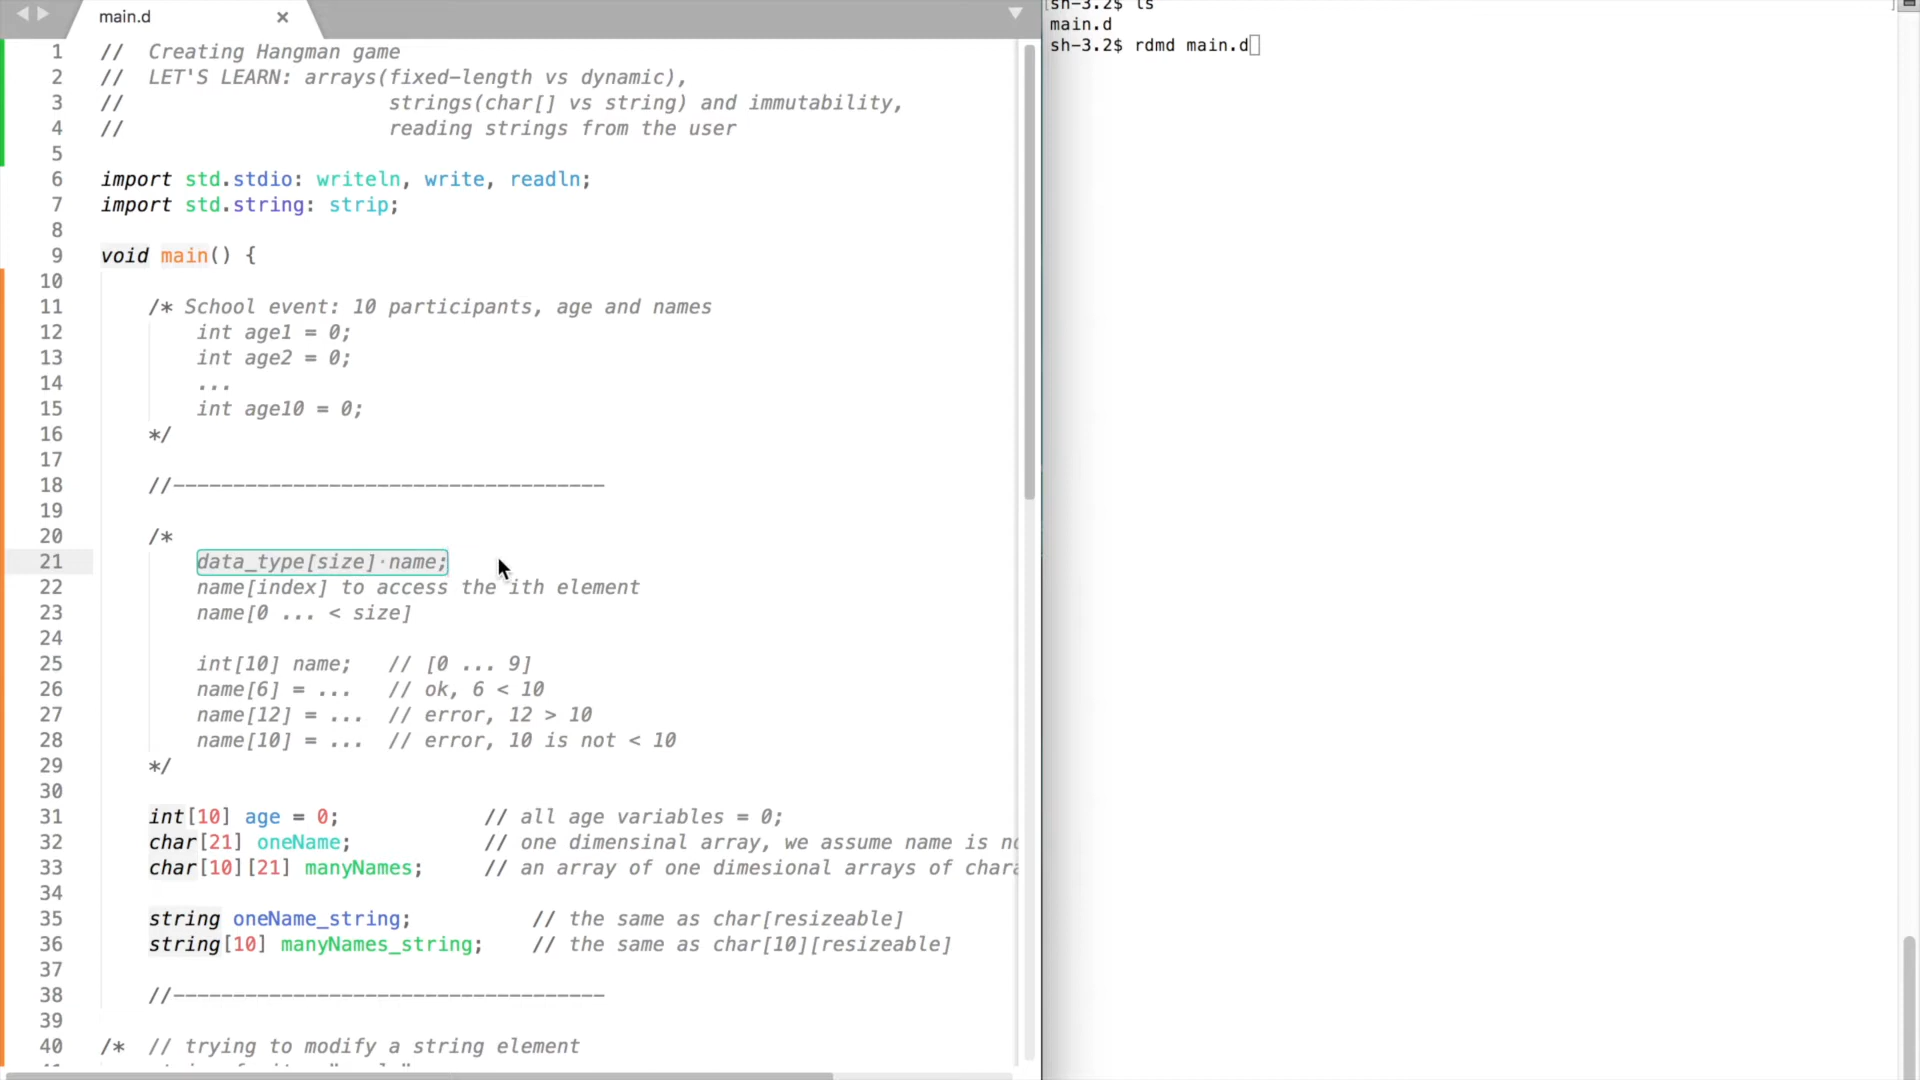 main.d ×
1 // Creating Hangman game
2 // LET'S LEARN: arrays(fixed-length vs dynamic),
3 // strings(char[] vs string) and immutability,
4 // reading strings from the user
5
6 import std.stdio: writeln, write, readln;
7 import std.string: strip;
8
9 void main() {
10
11 /* School event: 10 participants, age and names
12 int age1 = 0;
13 int age2 = 0;
14 ...
15 int age10 = 0;
16 */
17
18 //------------------------------------
19
20 /*
21 data_type[size]·name;
22 name[index] to access the ith element
23 name[0 ... < size]
24
25 int[10] name; // [0 ... 9]
26 name[6] = ... // ok, 6 < 10
27 name[12] = ... // error, 12 > 10
28 name[10] = ... // error, 10 is not < 10
29 */
30
31 int[10] age = 0; // all age variables = 0;
32 char[21] oneName; // one dimensinal array, we assume name is
33 char[10][21] manyNames; // an array of one dimesional arrays of
34
35 string oneName_string; // the same as char[resizeable]
36 string[10] manyNames_string; // the same as char[10][resizeable]
37
38 //------------------------------------
39
40 /* // trying to modify a string element
[sh-3.2$ ls ]
main.d
sh-3.2$ rdmd main.d